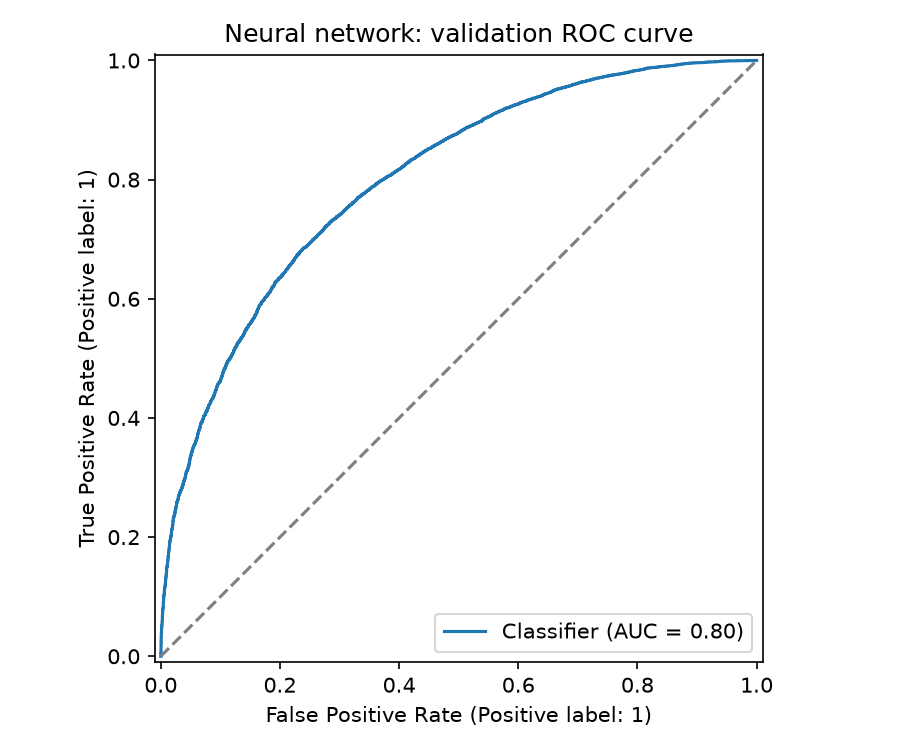 Neural network: validation ROC curve
1.0
0.8
0.6
0.4
0.2
0.0
True Positive Rate (Positive label: 1)
Classifier (AUC = 0.80)
0.0 0.2 0.4 0.6 0.8 1.0
False Positive Rate (Positive label: 1)